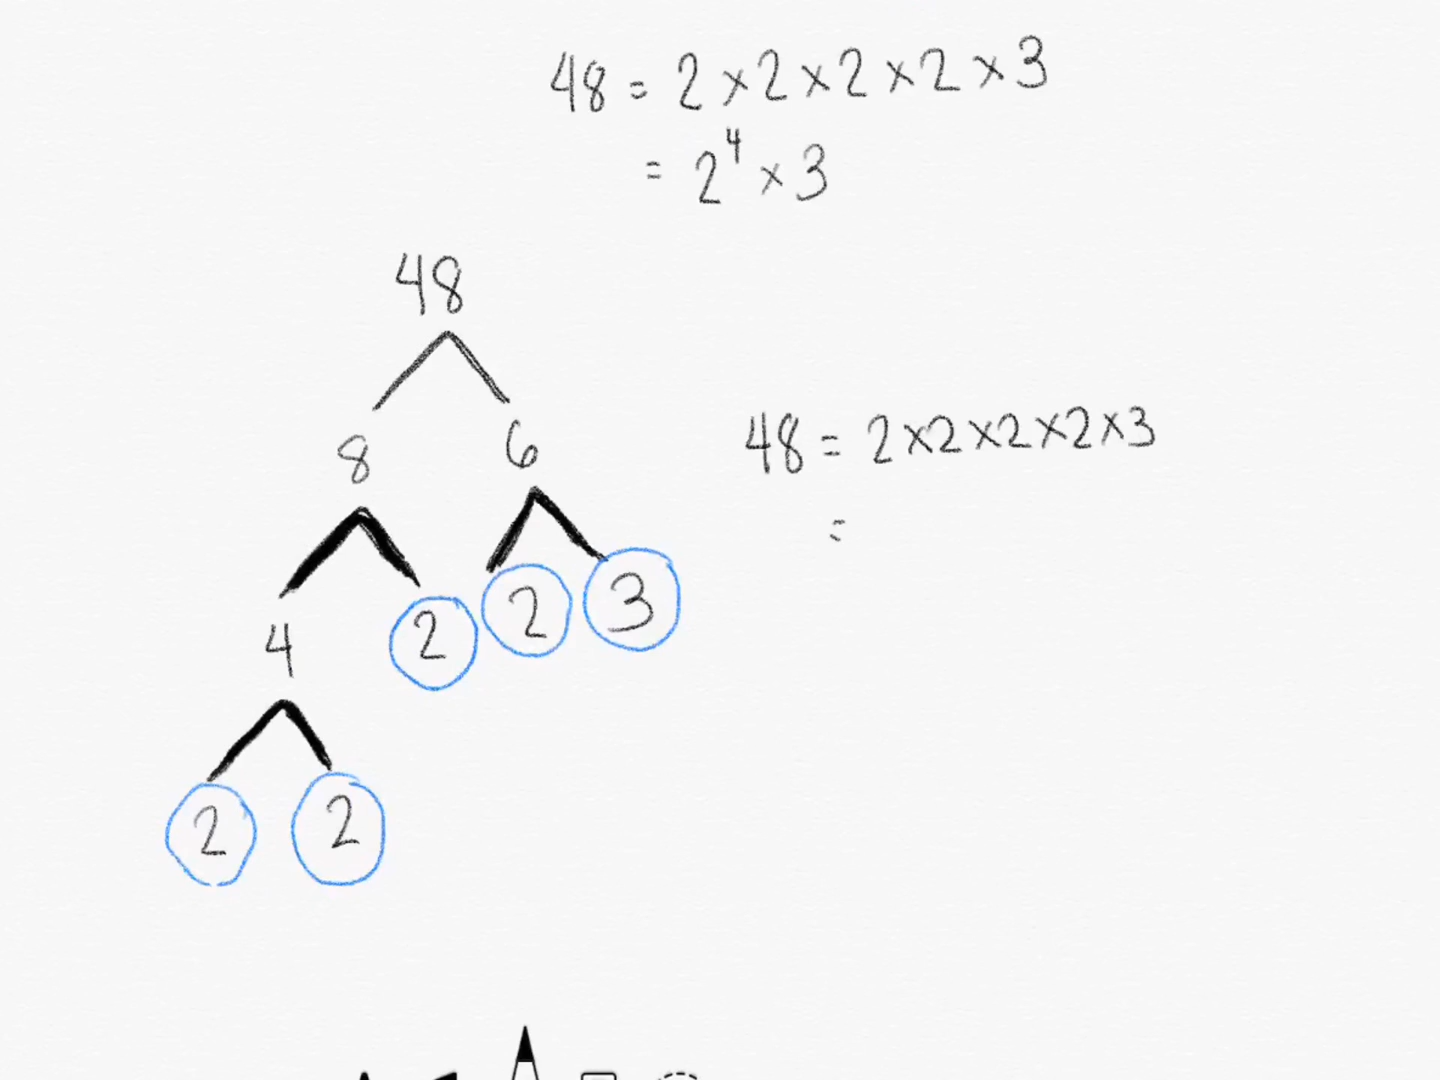 48 = 2 × 2 × 2 × 2 × 3
= 2⁴ × 3
48
8 6
48 = 2 × 2 × 2 × 2 × 3
=
4 2 2 3
2 2